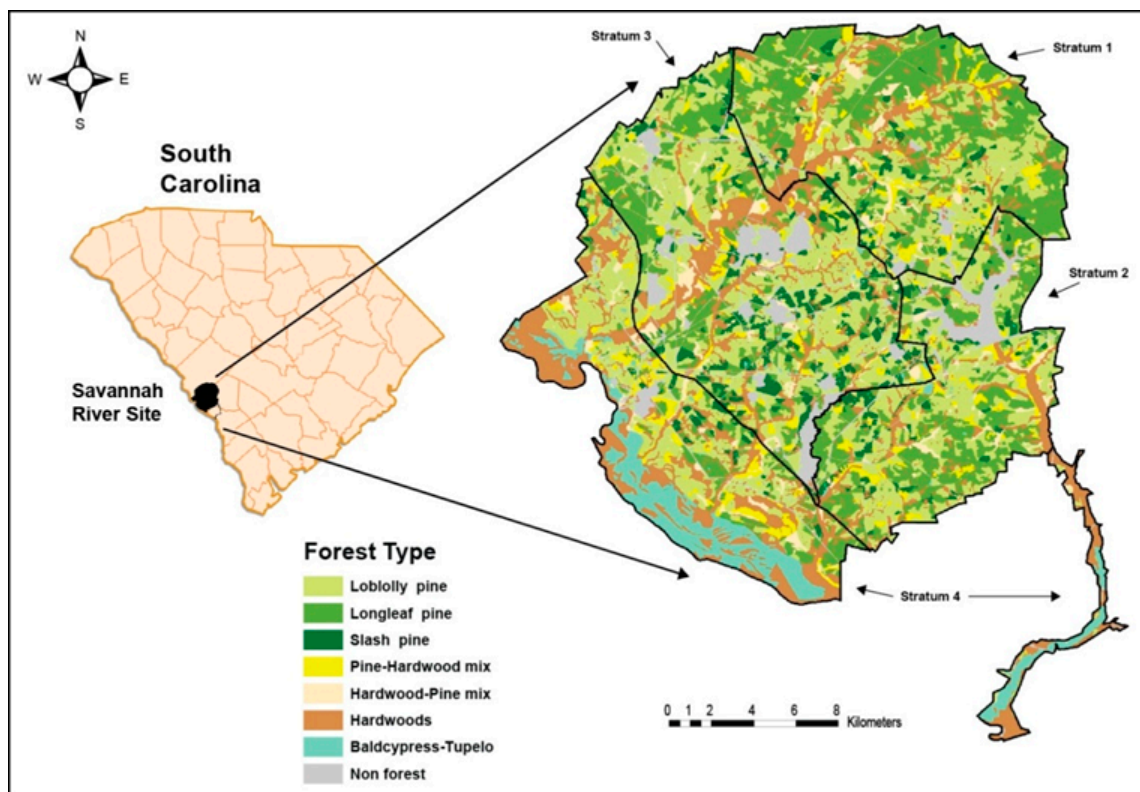 N
W E
S
South
Carolina
Savannah
River Site
Stratum 3
Stratum 1
Stratum 2
Stratum 4
Forest Type
Loblolly pine
Longleaf pine
Slash pine
Pine-Hardwood mix
Hardwood-Pine mix
Hardwoods
Baldcypress-Tupelo
Non forest
0 1 2 4 6 8
Kilometers